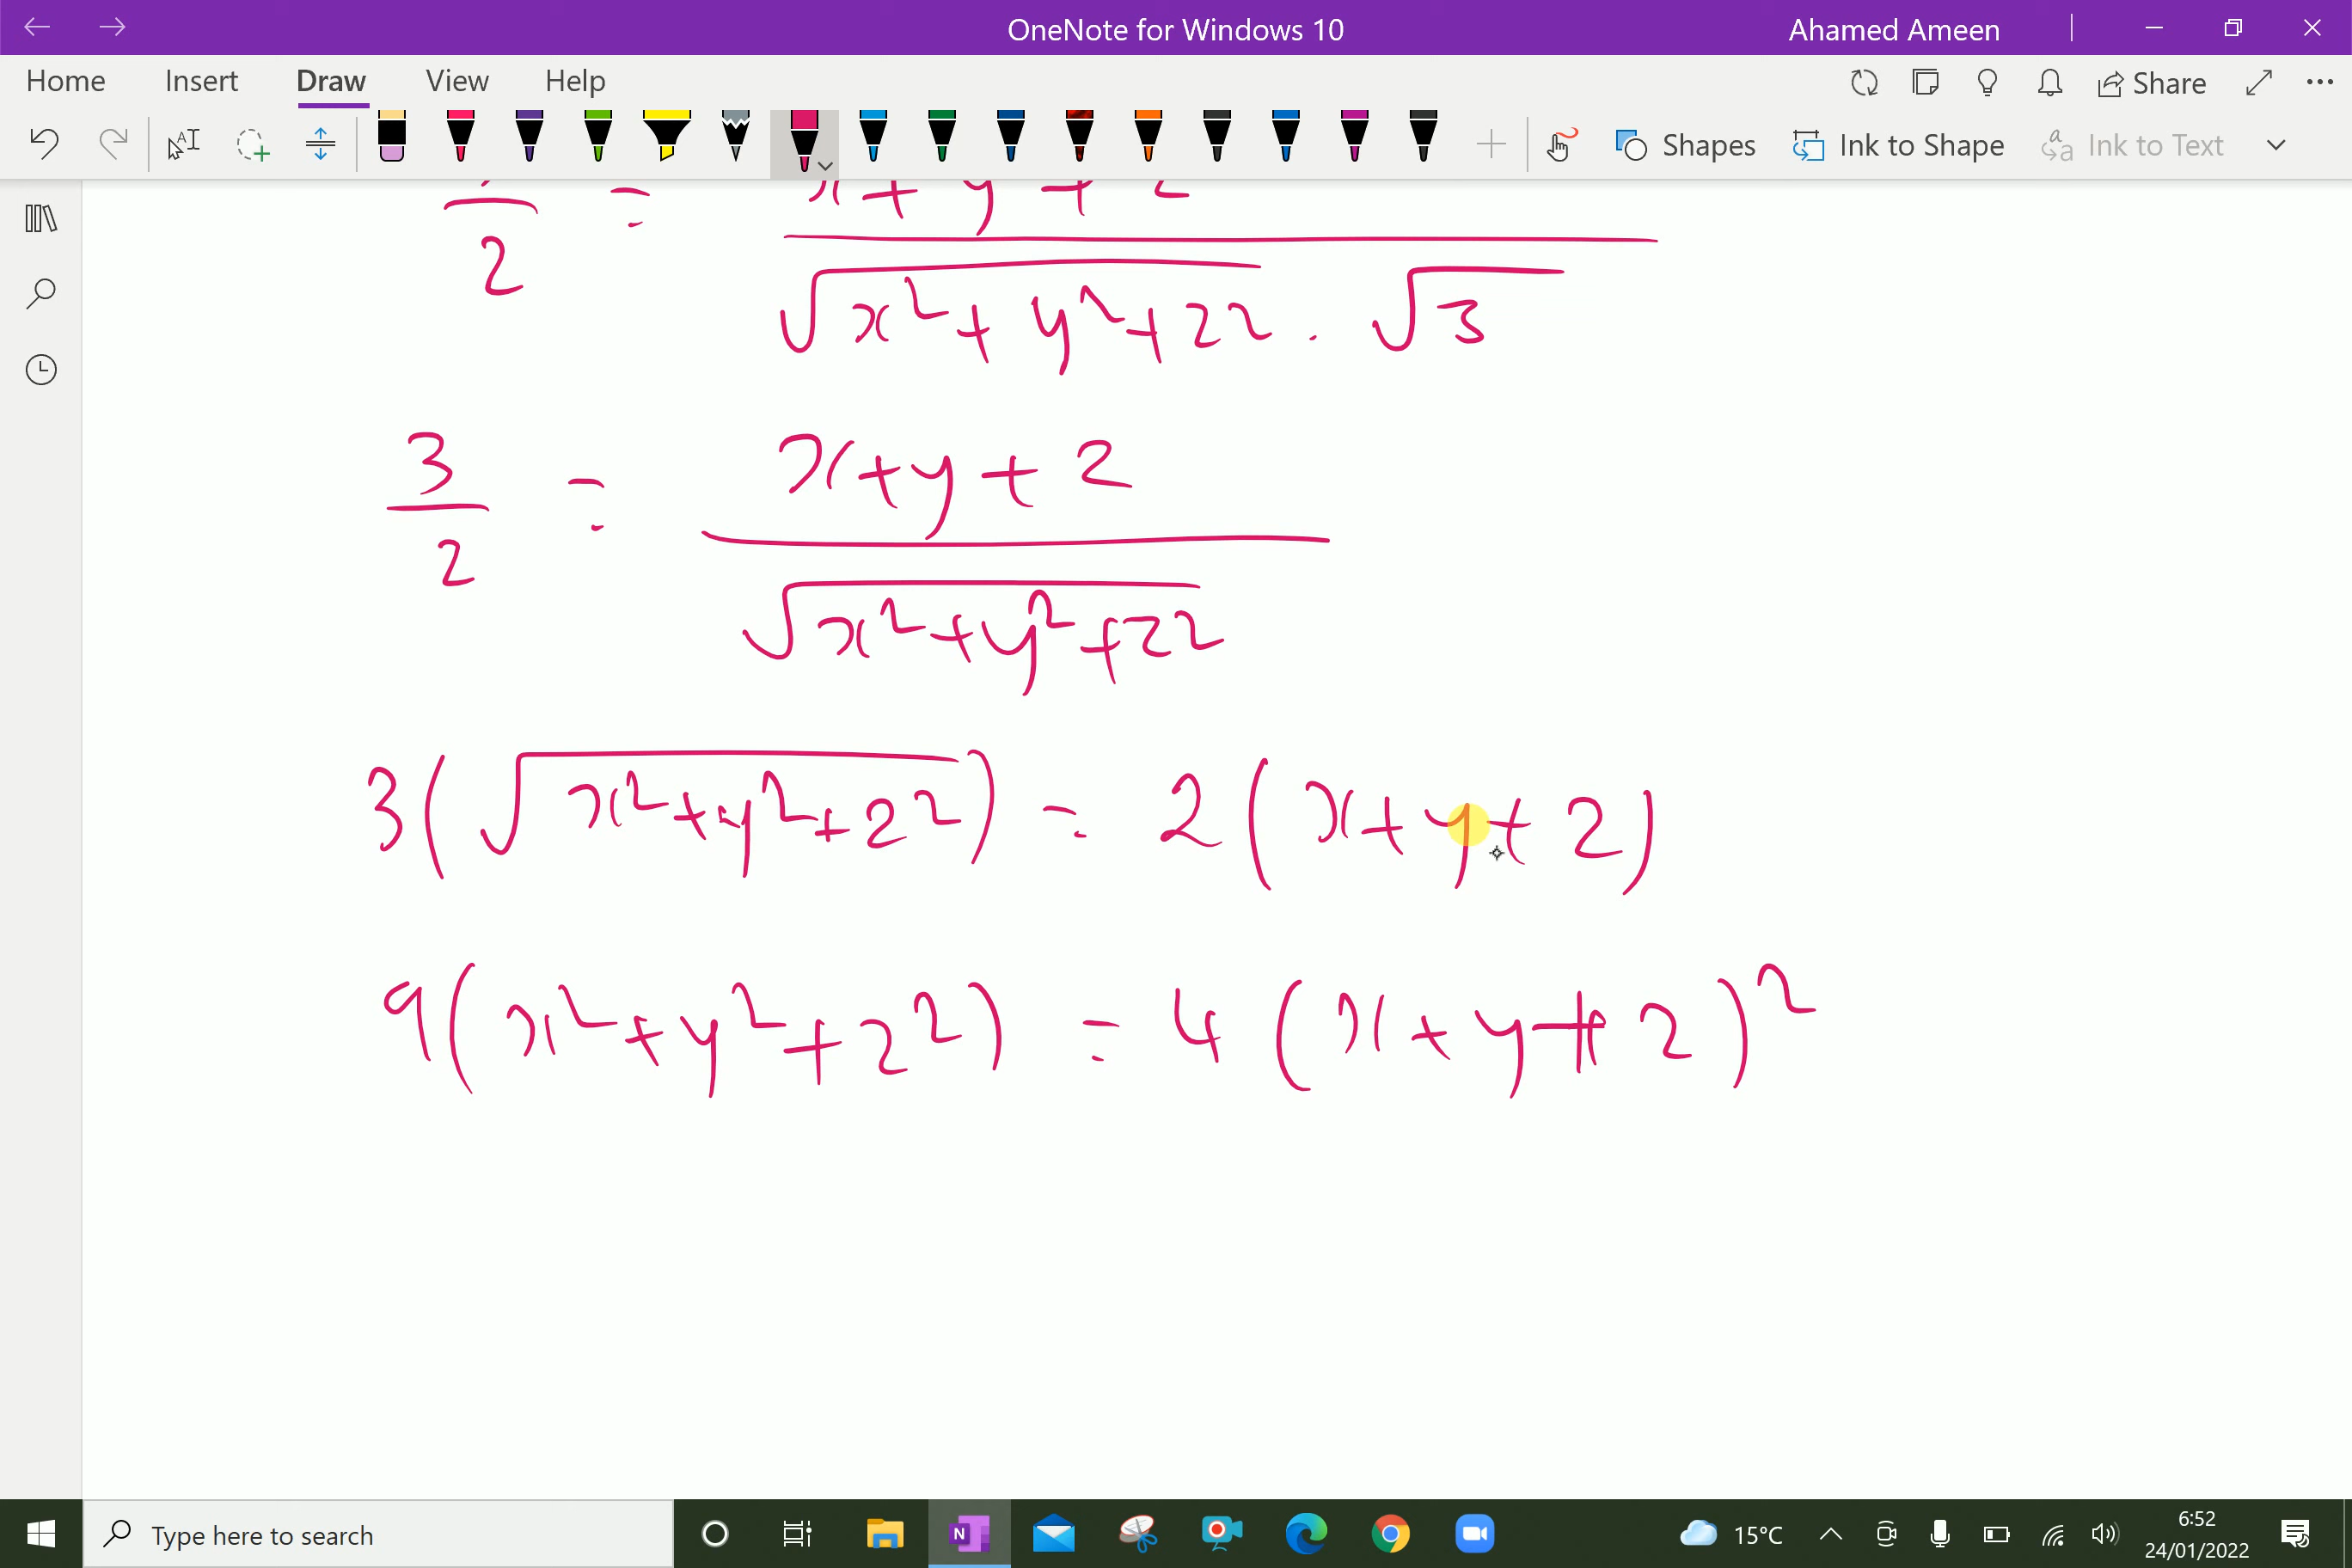 OneNote for Windows 10 Ahamed Ameen
Home Insert Draw View Help Share
Shapes Ink to Shape Ink to Text
2 = x + y + z
√(x² + y² + z²) · √3
3/2 = (x+y+z)/√(x²+y²+z²)
3(√(x²+y²+z²)) = 2(x+y+z)
9(x²+y²+z²) = 4(x+y+z)²
Type here to search 15°C 6:52
24/01/2022